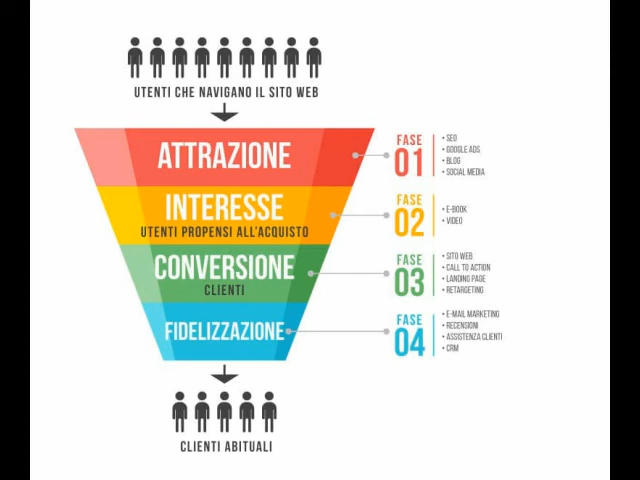 UTENTI CHE NAVIGANO IL SITO WEB
ATTRAZIONE
FASE
01
• SEO
• GOOGLE ADS
• BLOG
• SOCIAL MEDIA
INTERESSE
UTENTI PROPENSI ALL'ACQUISTO
FASE
02
• E-BOOK
• VIDEO
CONVERSIONE
CLIENTI
FASE
03
• SITO WEB
• CALL TO ACTION
• LANDING PAGE
• RETARGETING
FIDELIZZAZIONE
FASE
04
• E-MAIL MARKETING
• RECENSIONI
• ASSISTENZA CLIENTI
• CRM
CLIENTI ABITUALI